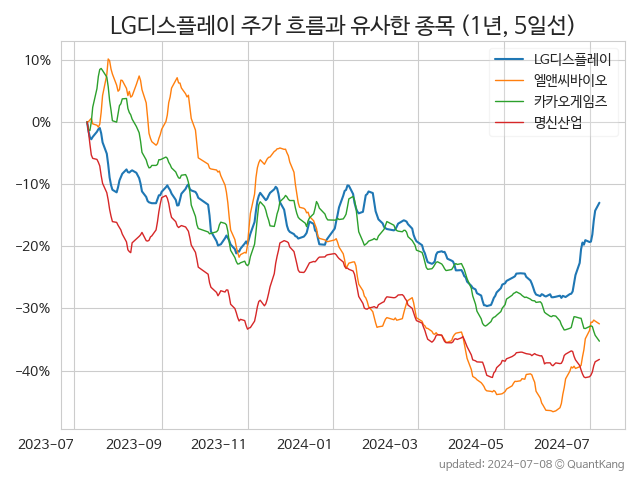 LG디스플레이 주가 흐름과 유사한 종목 (1년, 5일선)
LG디스플레이
엘앤씨바이오
카카오게임즈
명신산업
10%
0%
−10%
−20%
−30%
−40%
2023-07 2023-09 2023-11 2024-01 2024-03 2024-05 2024-07
updated: 2024-07-08 © QuantKang